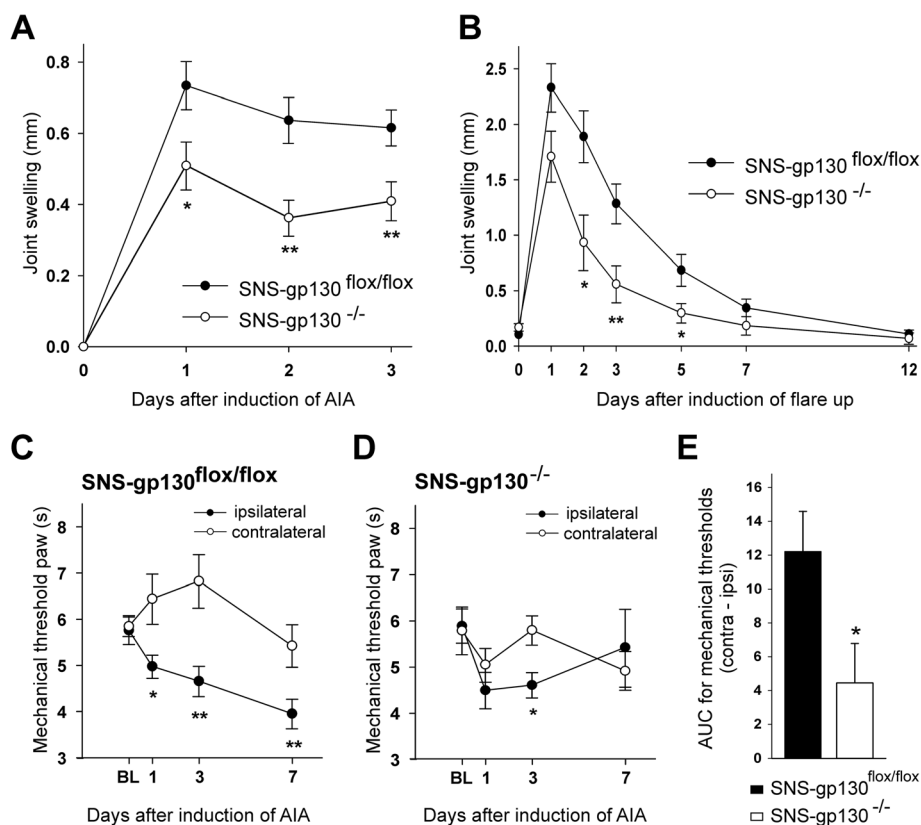 A
Joint swelling (mm)
0.8
0.6
0.4
0.2
0.0
*
**
**
SNS-gp130 flox/flox
SNS-gp130 -/-
0
1
2
3
Days after induction of AIA
B
Joint swelling (mm)
2.5
2.0
1.5
1.0
0.5
0.0
SNS-gp130 flox/flox
SNS-gp130 -/-
*
**
*
0
1
2
3
5
7
12
Days after induction of flare up
C
SNS-gp130flox/flox
Mechanical threshold paw (s)
8
7
6
5
4
3
ipsilateral
contralateral
*
**
**
BL
1
3
7
Days after induction of AIA
D
SNS-gp130-/-
Mechanical threshold paw (s)
8
7
6
5
4
3
ipsilateral
contralateral
*
BL
1
3
7
Days after induction of AIA
E
AUC for mechanical thresholds
(contra - ipsi)
16
14
12
10
8
6
4
2
0
*
SNS-gp130flox/flox
SNS-gp130 -/-